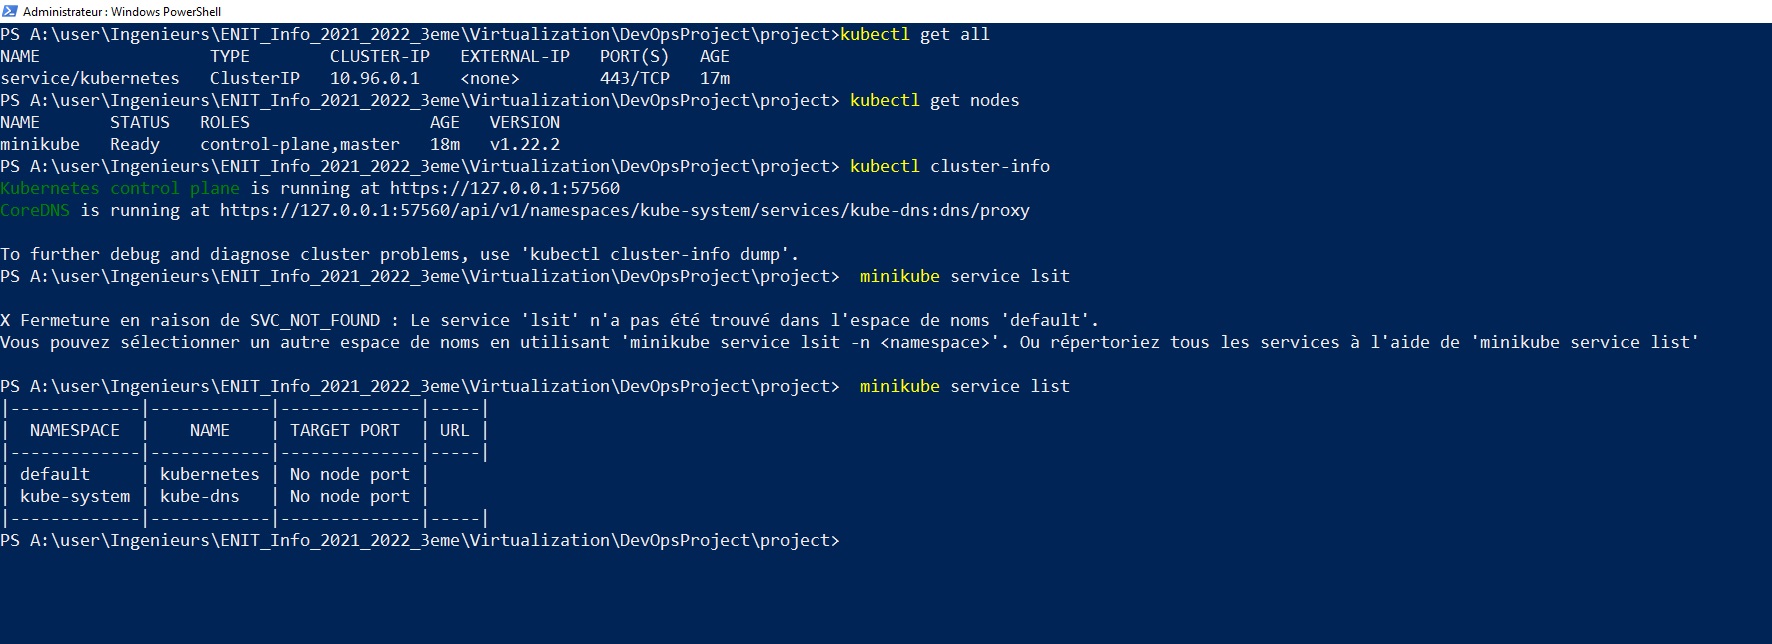 Administrateur : Windows PowerShell
PS A:\user\Ingenieurs\ENIT_Info_2021_2022_3eme\Virtualization\DevOpsProject\project>kubectl get all
NAME                 TYPE        CLUSTER-IP   EXTERNAL-IP   PORT(S)   AGE
service/kubernetes   ClusterIP   10.96.0.1    <none>        443/TCP   17m
PS A:\user\Ingenieurs\ENIT_Info_2021_2022_3eme\Virtualization\DevOpsProject\project> kubectl get nodes
NAME       STATUS   ROLES                  AGE   VERSION
minikube   Ready    control-plane,master   18m   v1.22.2
PS A:\user\Ingenieurs\ENIT_Info_2021_2022_3eme\Virtualization\DevOpsProject\project> kubectl cluster-info
Kubernetes control plane is running at https://127.0.0.1:57560
CoreDNS is running at https://127.0.0.1:57560/api/v1/namespaces/kube-system/services/kube-dns:dns/proxy
To further debug and diagnose cluster problems, use 'kubectl cluster-info dump'.
PS A:\user\Ingenieurs\ENIT_Info_2021_2022_3eme\Virtualization\DevOpsProject\project>  minikube service lsit
X Fermeture en raison de SVC_NOT_FOUND : Le service 'lsit' n'a pas été trouvé dans l'espace de noms 'default'.
Vous pouvez sélectionner un autre espace de noms en utilisant 'minikube service lsit -n <namespace>'. Ou répertoriez tous les services à l'aide de 'minikube service list'
PS A:\user\Ingenieurs\ENIT_Info_2021_2022_3eme\Virtualization\DevOpsProject\project>  minikube service list
|-------------|------------|--------------|-----|
|  NAMESPACE  |    NAME    | TARGET PORT  | URL |
|-------------|------------|--------------|-----|
| default     | kubernetes | No node port |
| kube-system | kube-dns   | No node port |
|-------------|------------|--------------|-----|
PS A:\user\Ingenieurs\ENIT_Info_2021_2022_3eme\Virtualization\DevOpsProject\project>